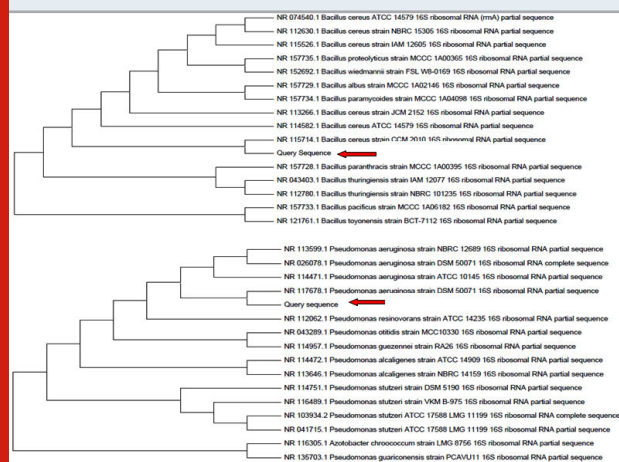 NR 074540.1 Bacillus cereus ATCC 14579 16S ribosomal RNA (rrnA) partial sequence
NR 112630.1 Bacillus cereus strain NBRC 15305 16S ribosomal RNA partial sequence
NR 115526.1 Bacillus cereus strain IAM 12605 16S ribosomal RNA partial sequence
NR 157735.1 Bacillus proteolyticus strain MCCC 1A00365 16S ribosomal RNA partial sequence
NR 152692.1 Bacillus wiedmannii strain FSL W8-0169 16S ribosomal RNA partial sequence
NR 157729.1 Bacillus albus strain MCCC 1A02146 16S ribosomal RNA partial sequence
NR 157734.1 Bacillus paramycoides strain MCCC 1A04098 16S ribosomal RNA partial sequence
NR 113266.1 Bacillus cereus strain JCM 2152 16S ribosomal RNA partial sequence
NR 114582.1 Bacillus cereus ATCC 14579 16S ribosomal RNA partial sequence
NR 115714.1 Bacillus cereus strain CCM 2010 16S ribosomal RNA partial sequence
Query Sequence
NR 157728.1 Bacillus paranthracis strain MCCC 1A00395 16S ribosomal RNA partial sequence
NR 043403.1 Bacillus thuringiensis strain IAM 12077 16S ribosomal RNA partial sequence
NR 112780.1 Bacillus thuringiensis strain NBRC 101235 16S ribosomal RNA partial sequence
NR 157733.1 Bacillus pacificus strain MCCC 1A06182 16S ribosomal RNA partial sequence
NR 121761.1 Bacillus toyonensis strain BCT-7112 16S ribosomal RNA partial sequence
NR 113599.1 Pseudomonas aeruginosa strain NBRC 12689 16S ribosomal RNA partial sequence
NR 026078.1 Pseudomonas aeruginosa strain DSM 50071 16S ribosomal RNA complete sequence
NR 114471.1 Pseudomonas aeruginosa strain ATCC 10145 16S ribosomal RNA partial sequence
NR 117678.1 Pseudomonas aeruginosa strain DSM 50071 16S ribosomal RNA partial sequence
Query sequence
NR 112062.1 Pseudomonas resinovorans strain ATCC 14235 16S ribosomal RNA partial sequence
NR 043289.1 Pseudomonas otitidis strain MCC10330 16S ribosomal RNA partial sequence
NR 114957.1 Pseudomonas guezennei strain RA26 16S ribosomal RNA partial sequence
NR 114472.1 Pseudomonas alcaligenes strain ATCC 14909 16S ribosomal RNA partial sequence
NR 113646.1 Pseudomonas alcaligenes strain NBRC 14159 16S ribosomal RNA partial sequence
NR 114751.1 Pseudomonas stutzeri strain DSM 5190 16S ribosomal RNA partial sequence
NR 116489.1 Pseudomonas stutzeri strain VKM B-975 16S ribosomal RNA partial sequence
NR 103934.2 Pseudomonas stutzeri ATCC 17588 LMG 11199 16S ribosomal RNA complete sequence
NR 041715.1 Pseudomonas stutzeri ATCC 17588 LMG 11199 16S ribosomal RNA partial sequence
NR 116305.1 Azotobacter chroococcum strain LMG 8756 16S ribosomal RNA partial sequence
NR 135703.1 Pseudomonas guariconensis strain PCAVU11 16S ribosomal RNA partial sequence